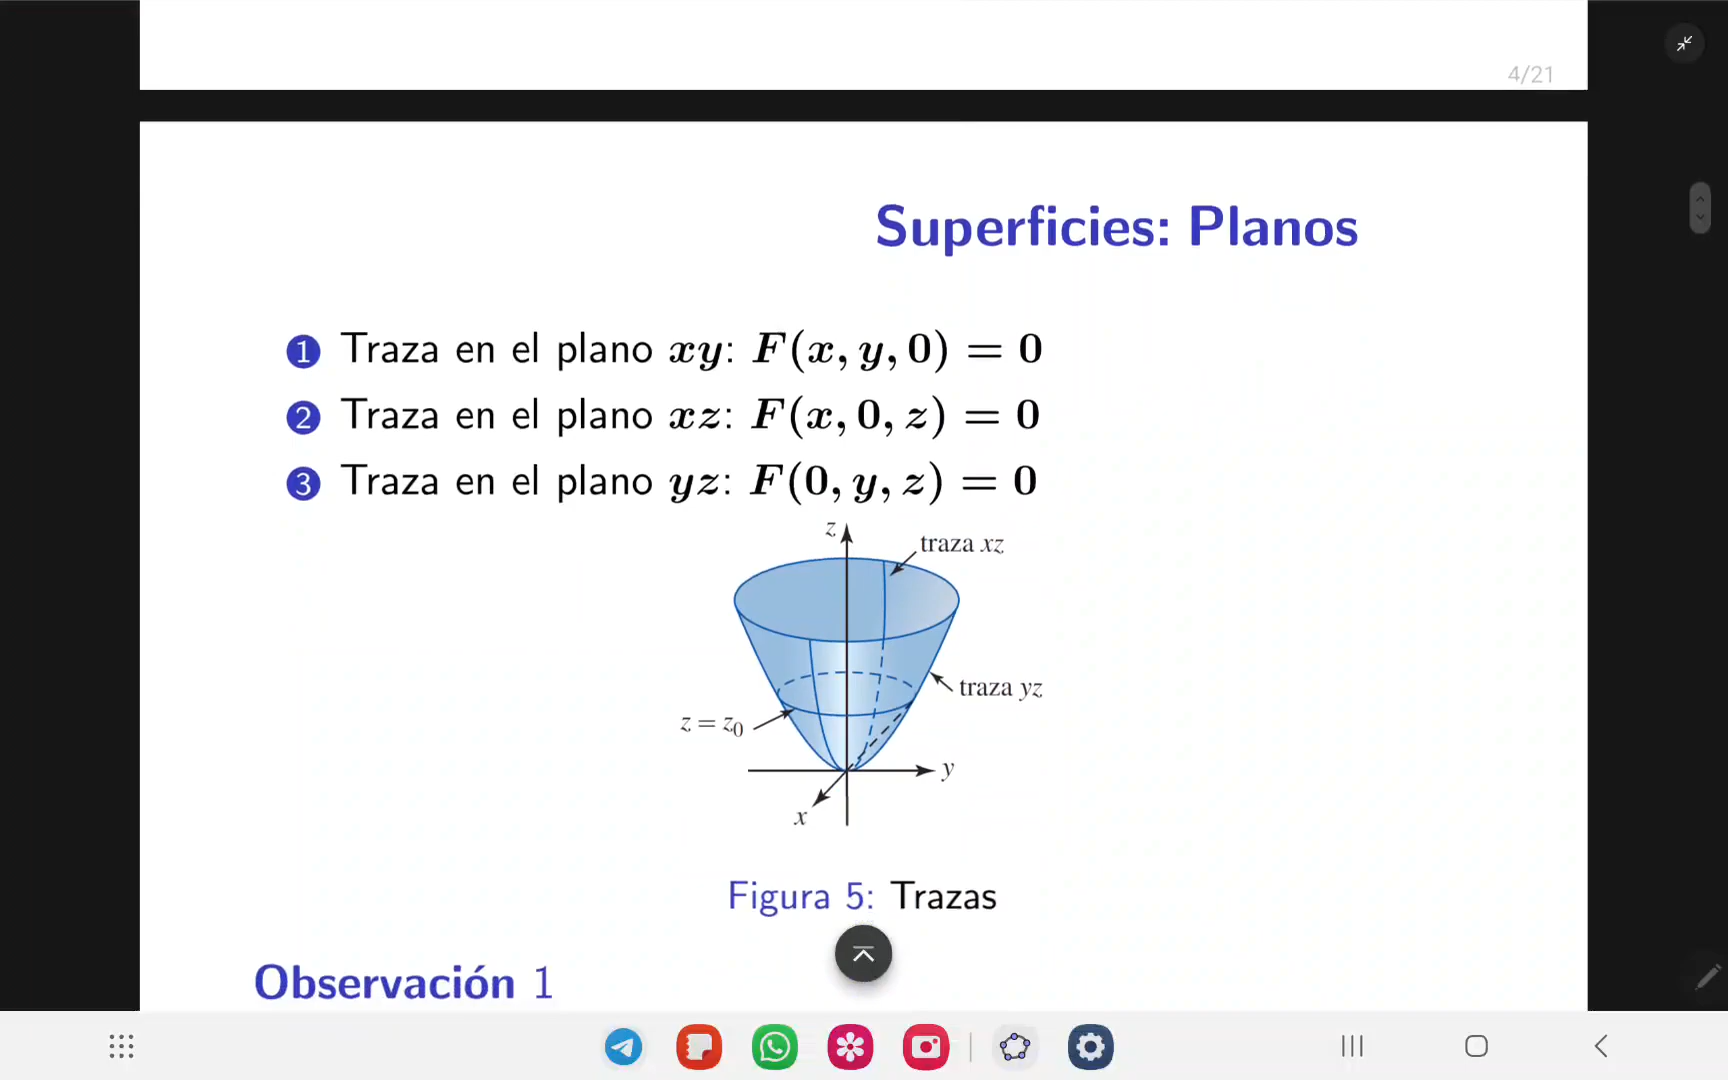 4/21
Superficies: Planos
1 Traza en el plano xy: F(x, y, 0) = 0
2 Traza en el plano xz: F(x, 0, z) = 0
3 Traza en el plano yz: F(0, y, z) = 0
z
traza xz
traza yz
z = z₀
y
x
Figura 5: Trazas
Observación 1